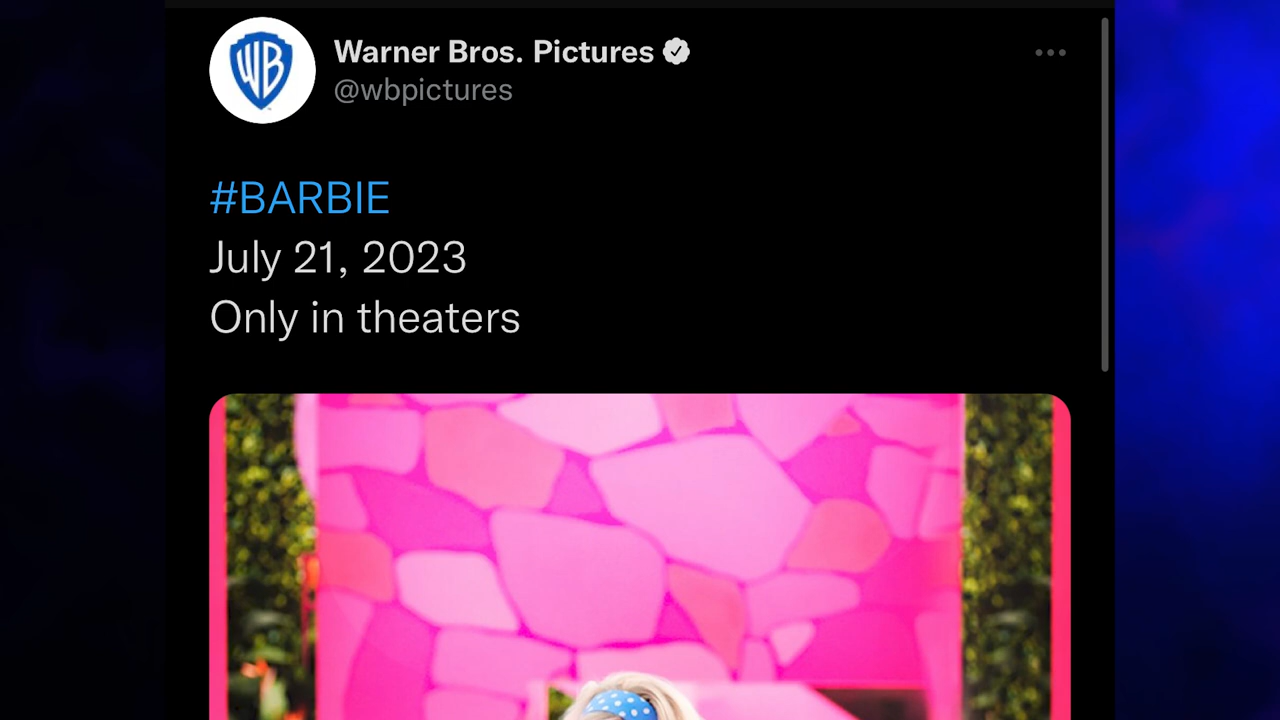 WB
Warner Bros. Pictures
@wbpictures
#BARBIE
July 21, 2023
Only in theaters